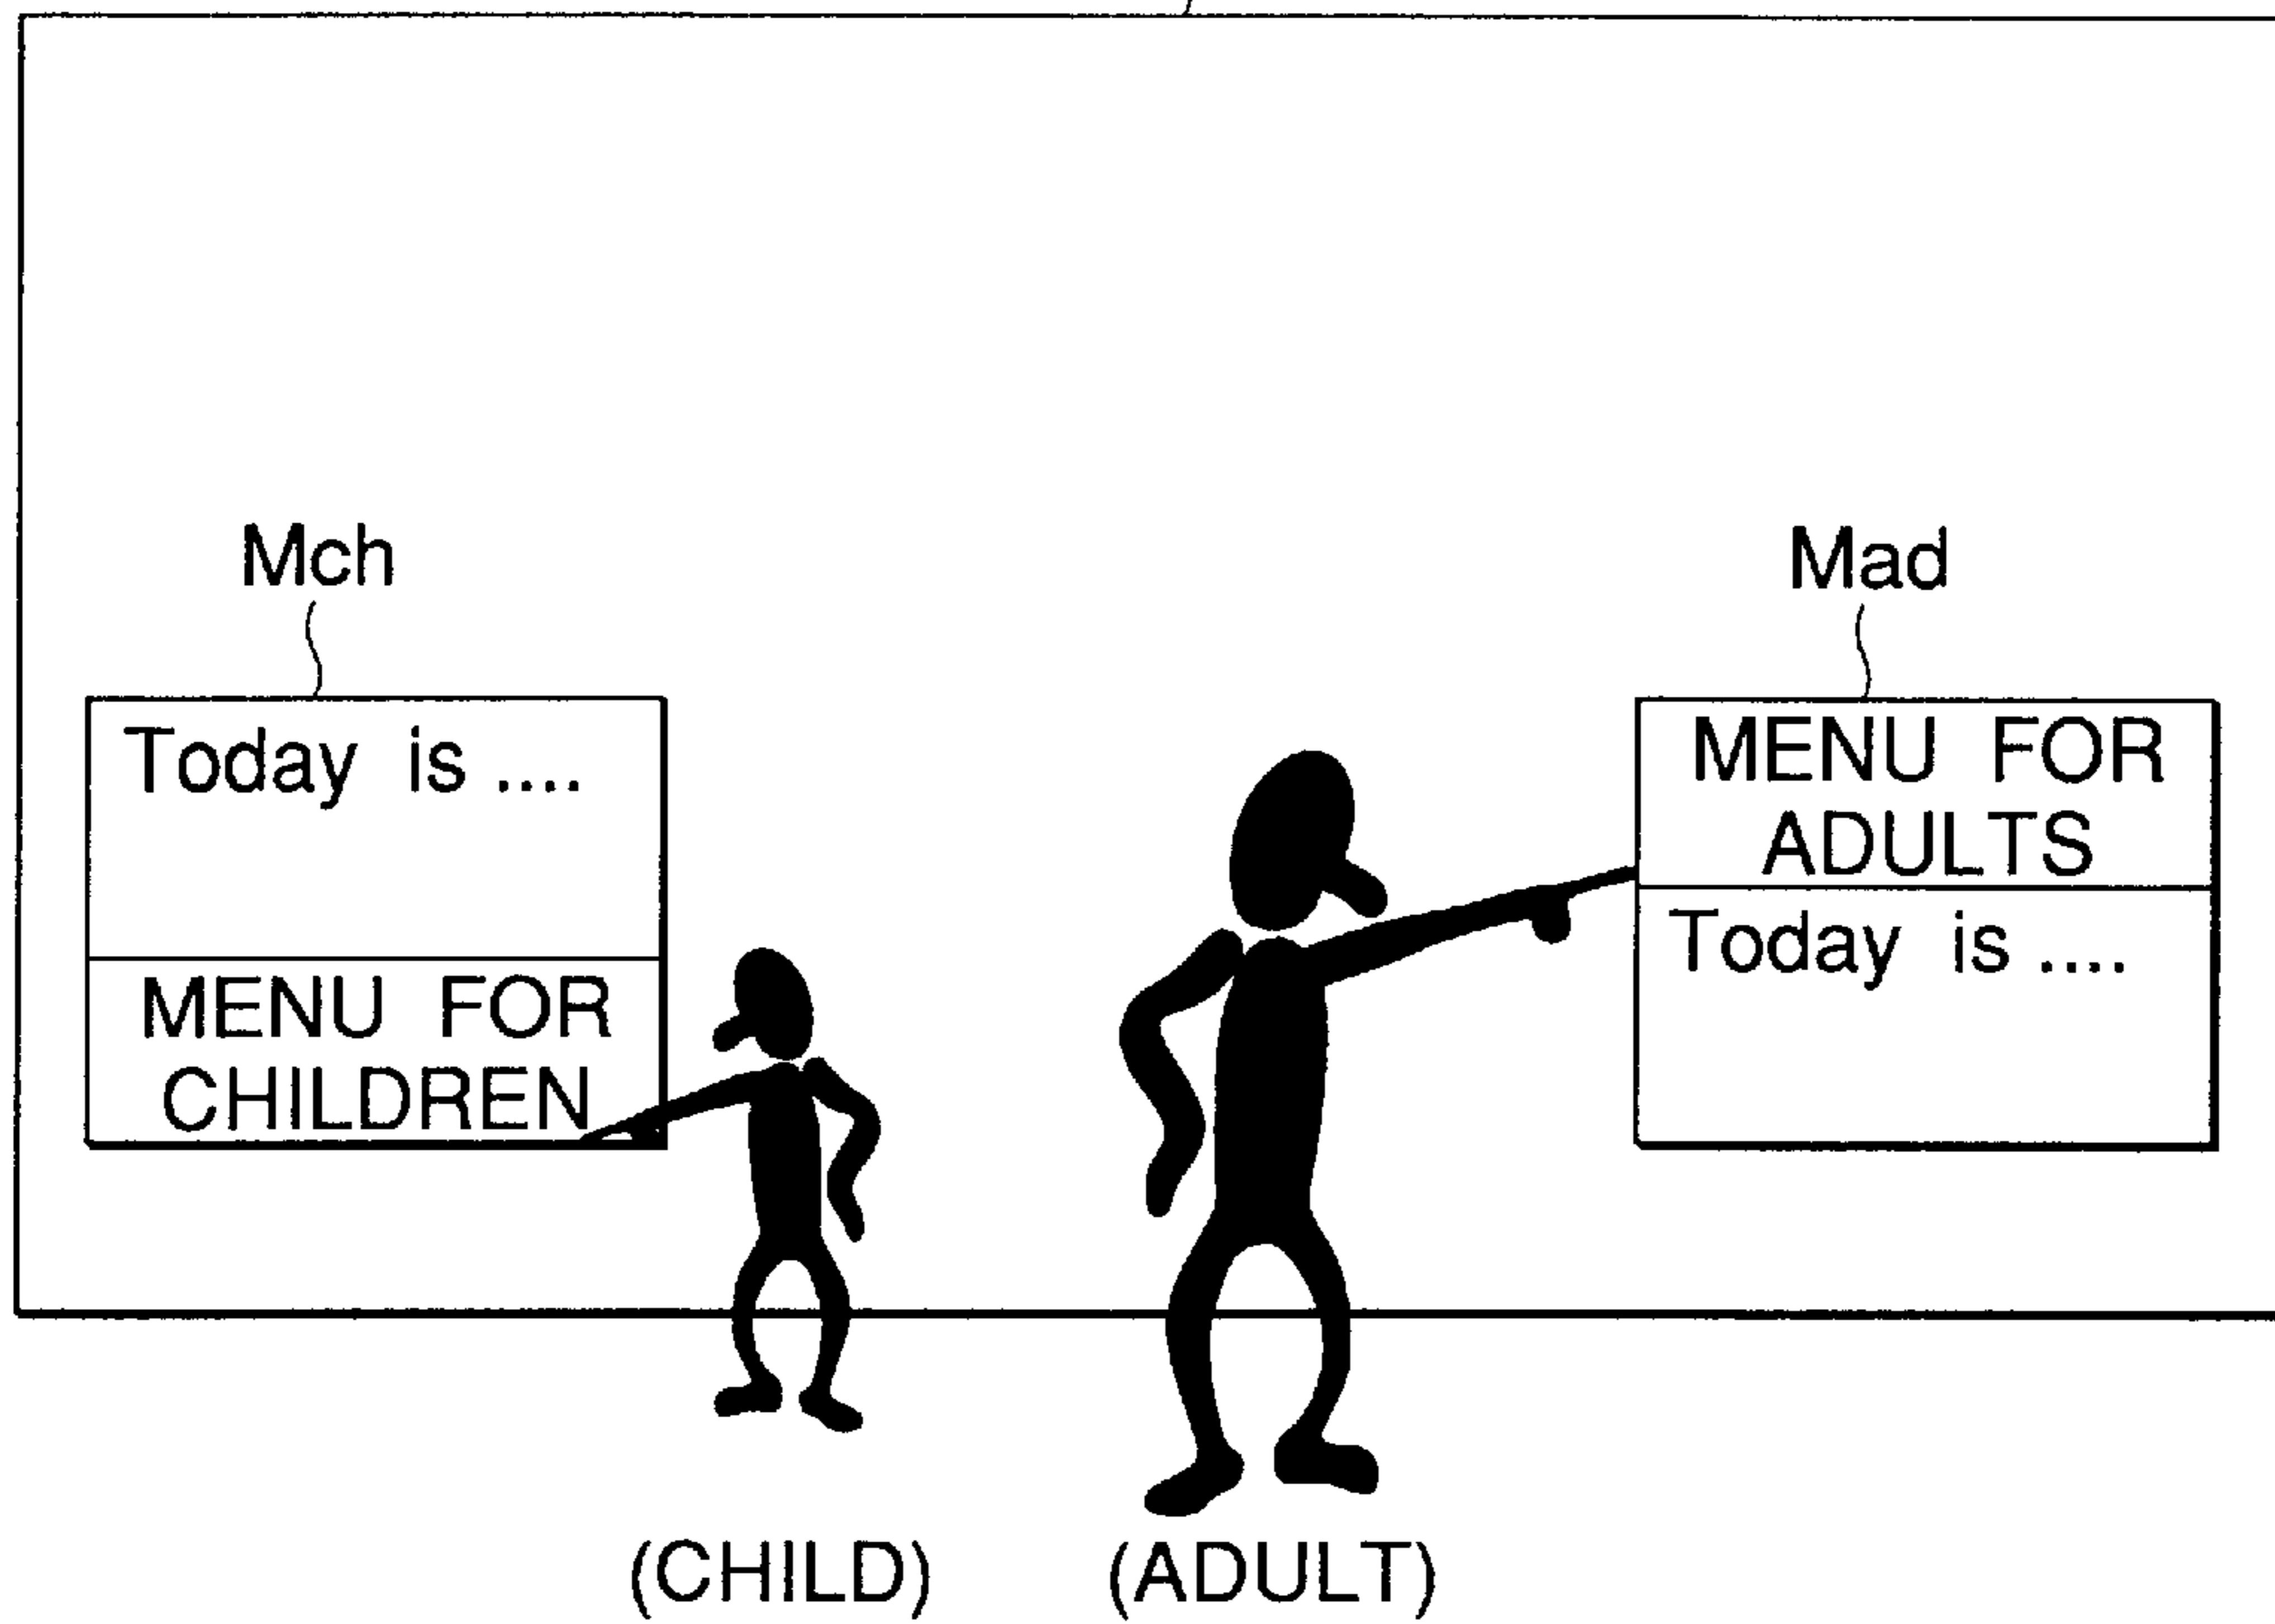 Mch
Today is ....
MENU FOR
CHILDREN
Mad
MENU FOR
ADULTS
Today is ....
(CHILD)
(ADULT)